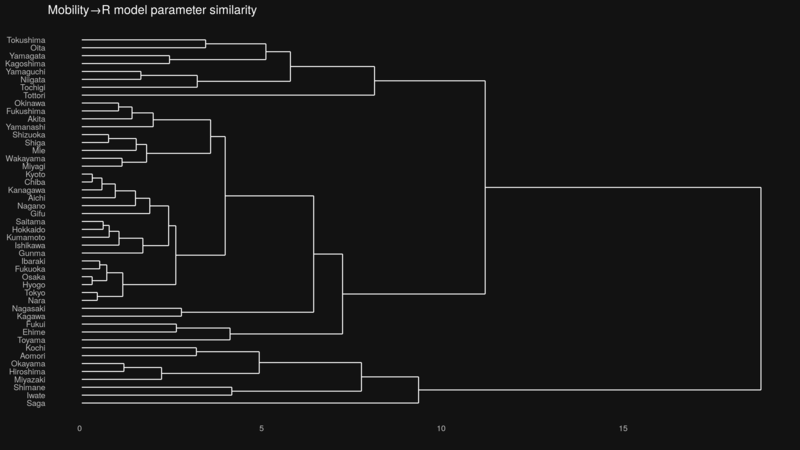 Mobility→R model parameter similarity
Tokushima
Oita
Yamagata
Kagoshima
Yamaguchi
Niigata
Tochigi
Tottori
Okinawa
Fukushima
Akita
Yamanashi
Shizuoka
Shiga
Mie
Wakayama
Miyagi
Kyoto
Chiba
Kanagawa
Aichi
Nagano
Gifu
Saitama
Hokkaido
Kumamoto
Ishikawa
Gunma
Ibaraki
Fukuoka
Osaka
Hyogo
Tokyo
Nara
Nagasaki
Kagawa
Fukui
Ehime
Toyama
Kochi
Aomori
Okayama
Hiroshima
Miyazaki
Shimane
Iwate
Saga
0 5 10 15